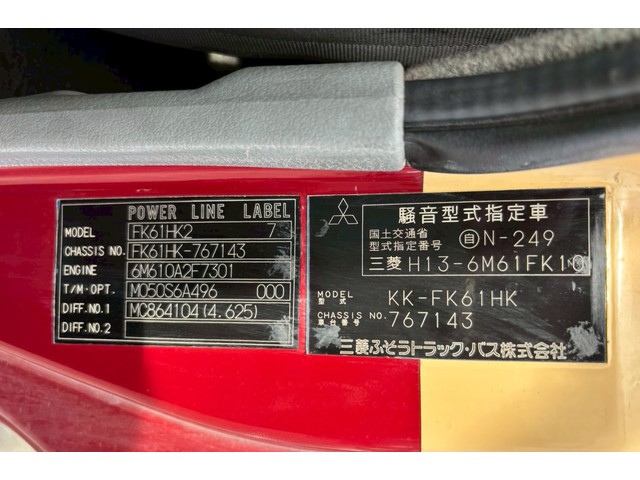 POWER LINE LABEL
MODEL FK61HK2 7
CHASSIS NO. FK61HK-767143
ENGINE 6M610A2F7301
T/M・OPT. M050S6A496 000
DIFF.NO.1 MC864104(4.625)
DIFF.NO.2
騒音型式指定車
国土交通省
型式指定番号 自N-249
三菱 H13-6M61FK10
MODEL
型式 KK-FK61HK
CHASSIS NO.
車台番号 767143
三菱ふそうトラック・バス株式会社